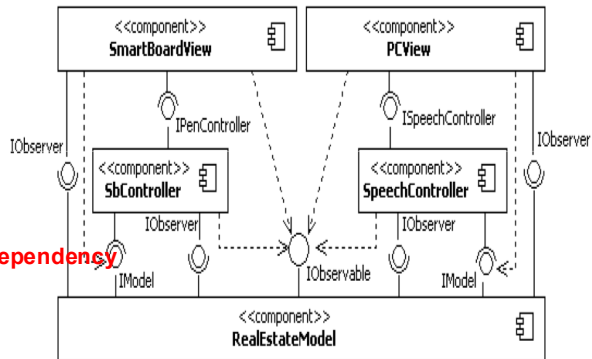 <<component>>
SmartBoardView
<<component>>
PCView
IPenController
ISpeechController
IObserver
IObserver
<<component>>
SbController
<<component>>
SpeechController
IObserver
IObserver
ependency
IModel
IObservable
IModel
<<component>>
RealEstateModel